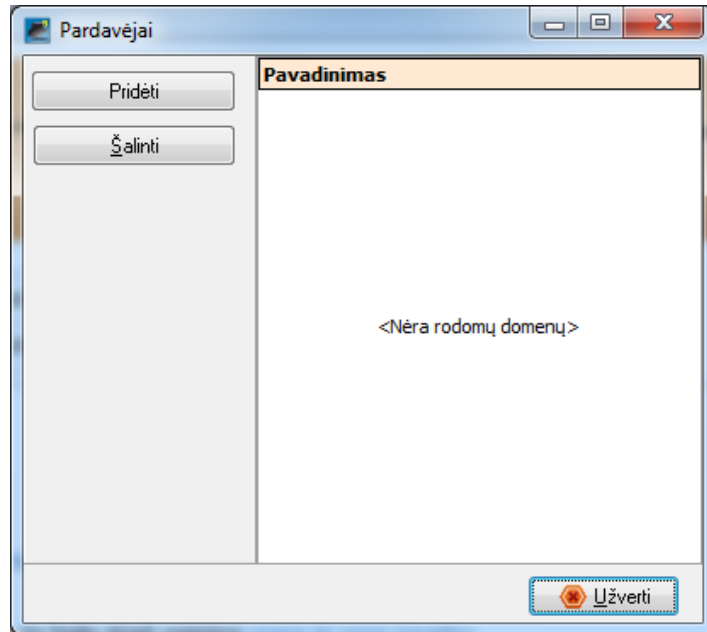 Pardavėjai
Pridėti
Šalinti
Pavadinimas
<Nėra rodomų domenų>
Užverti